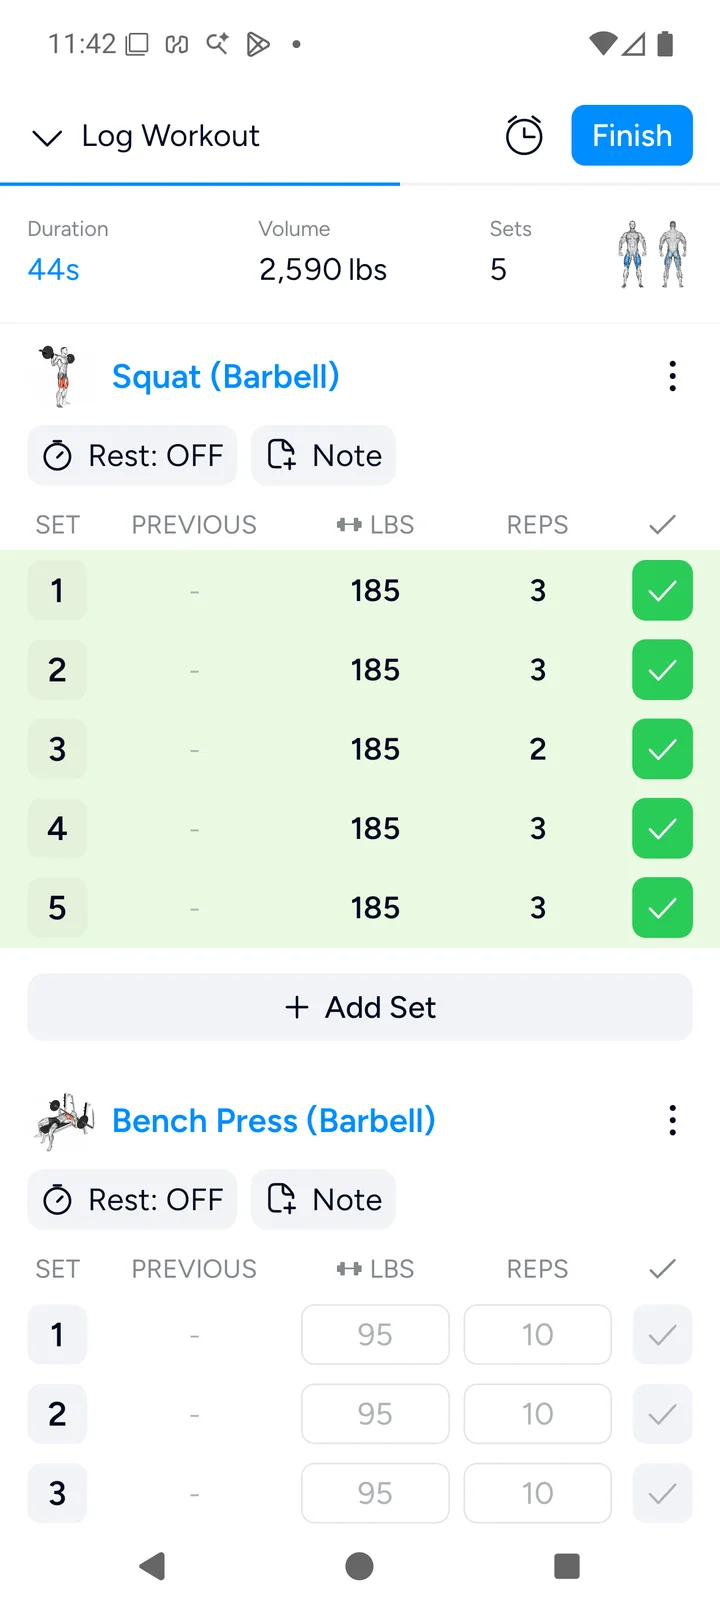 11:42
Log Workout
Finish
Duration Volume Sets
44s 2,590 lbs 5
Squat (Barbell)
Rest: OFF Note
SET PREVIOUS LBS REPS
1 - 185 3
2 - 185 3
3 - 185 2
4 - 185 3
5 - 185 3
+ Add Set
Bench Press (Barbell)
Rest: OFF Note
SET PREVIOUS LBS REPS
1 - 95 10
2 - 95 10
3 - 95 10